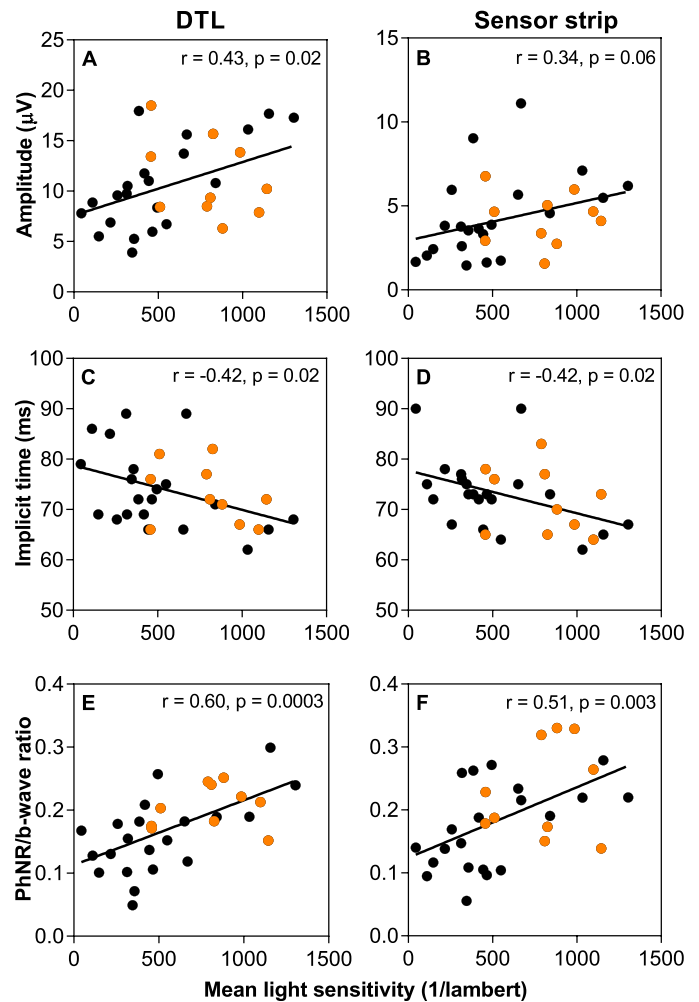 DTL
Sensor strip
A
r = 0.43, p = 0.02
B
r = 0.34, p = 0.06
Amplitude (μV)
25
20
15
10
5
0
0 500 1000 1500
15
10
5
0
0 500 1000 1500
C
r = -0.42, p = 0.02
D
r = -0.42, p = 0.02
Implicit time (ms)
100
90
80
70
60
50
0 500 1000 1500
100
90
80
70
60
50
0 500 1000 1500
E
r = 0.60, p = 0.0003
F
r = 0.51, p = 0.003
PhNR/b-wave ratio
0.4
0.3
0.2
0.1
0.0
0 500 1000 1500
0.4
0.3
0.2
0.1
0.0
0 500 1000 1500
Mean light sensitivity (1/lambert)